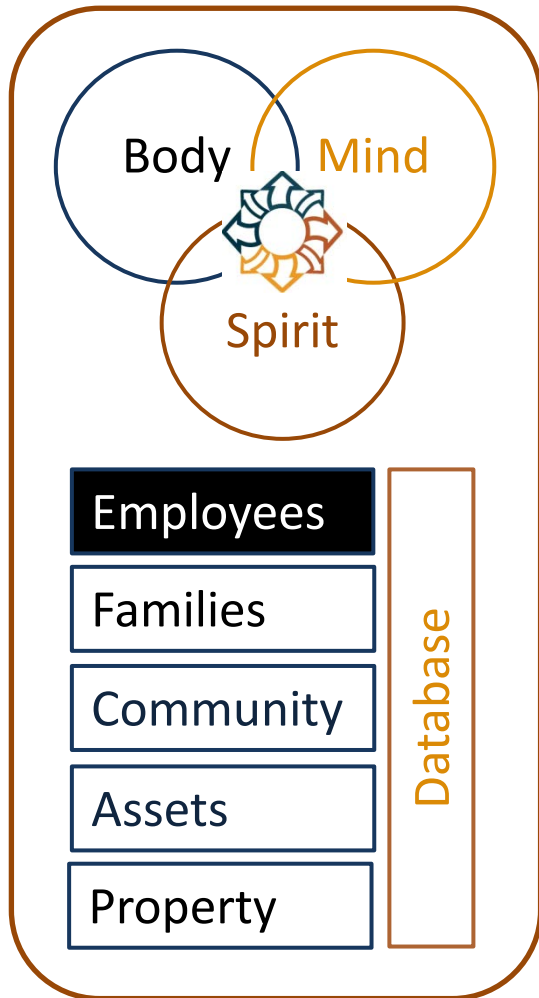 Body Mind
Spirit
Employees
Families
Community
Assets
Property
Database